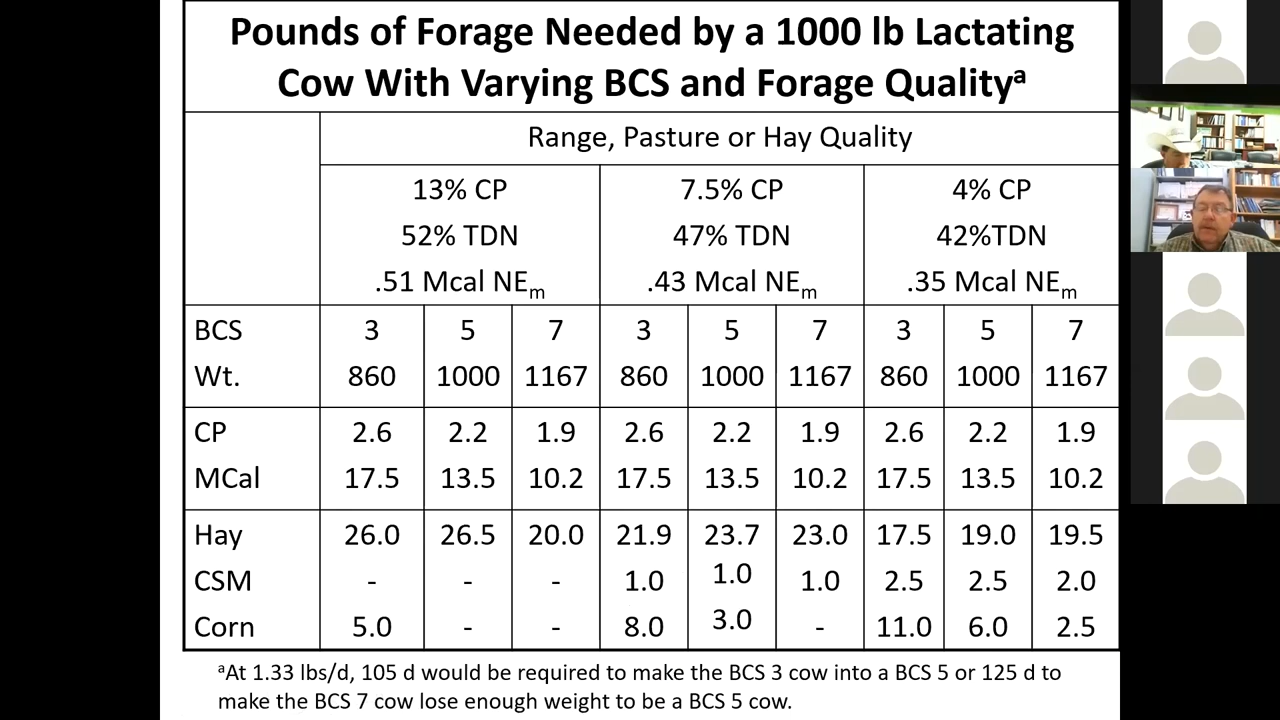 Pounds of Forage Needed by a 1000 lb Lactating
Cow With Varying BCS and Forage Qualityᵃ
Range, Pasture or Hay Quality
13% CP 7.5% CP 4% CP
52% TDN 47% TDN 42%TDN
.51 Mcal NEₘ .43 Mcal NEₘ .35 Mcal NEₘ
BCS 3 5 7 3 5 7 3 5 7
Wt. 860 1000 1167 860 1000 1167 860 1000 1167
CP 2.6 2.2 1.9 2.6 2.2 1.9 2.6 2.2 1.9
MCal 17.5 13.5 10.2 17.5 13.5 10.2 17.5 13.5 10.2
Hay 26.0 26.5 20.0 21.9 23.7 23.0 17.5 19.0 19.5
CSM - - - 1.0 1.0 1.0 2.5 2.5 2.0
Corn 5.0 - - 8.0 3.0 - 11.0 6.0 2.5
ᵃAt 1.33 lbs/d, 105 d would be required to make the BCS 3 cow into a BCS 5 or 125 d to
make the BCS 7 cow lose enough weight to be a BCS 5 cow.